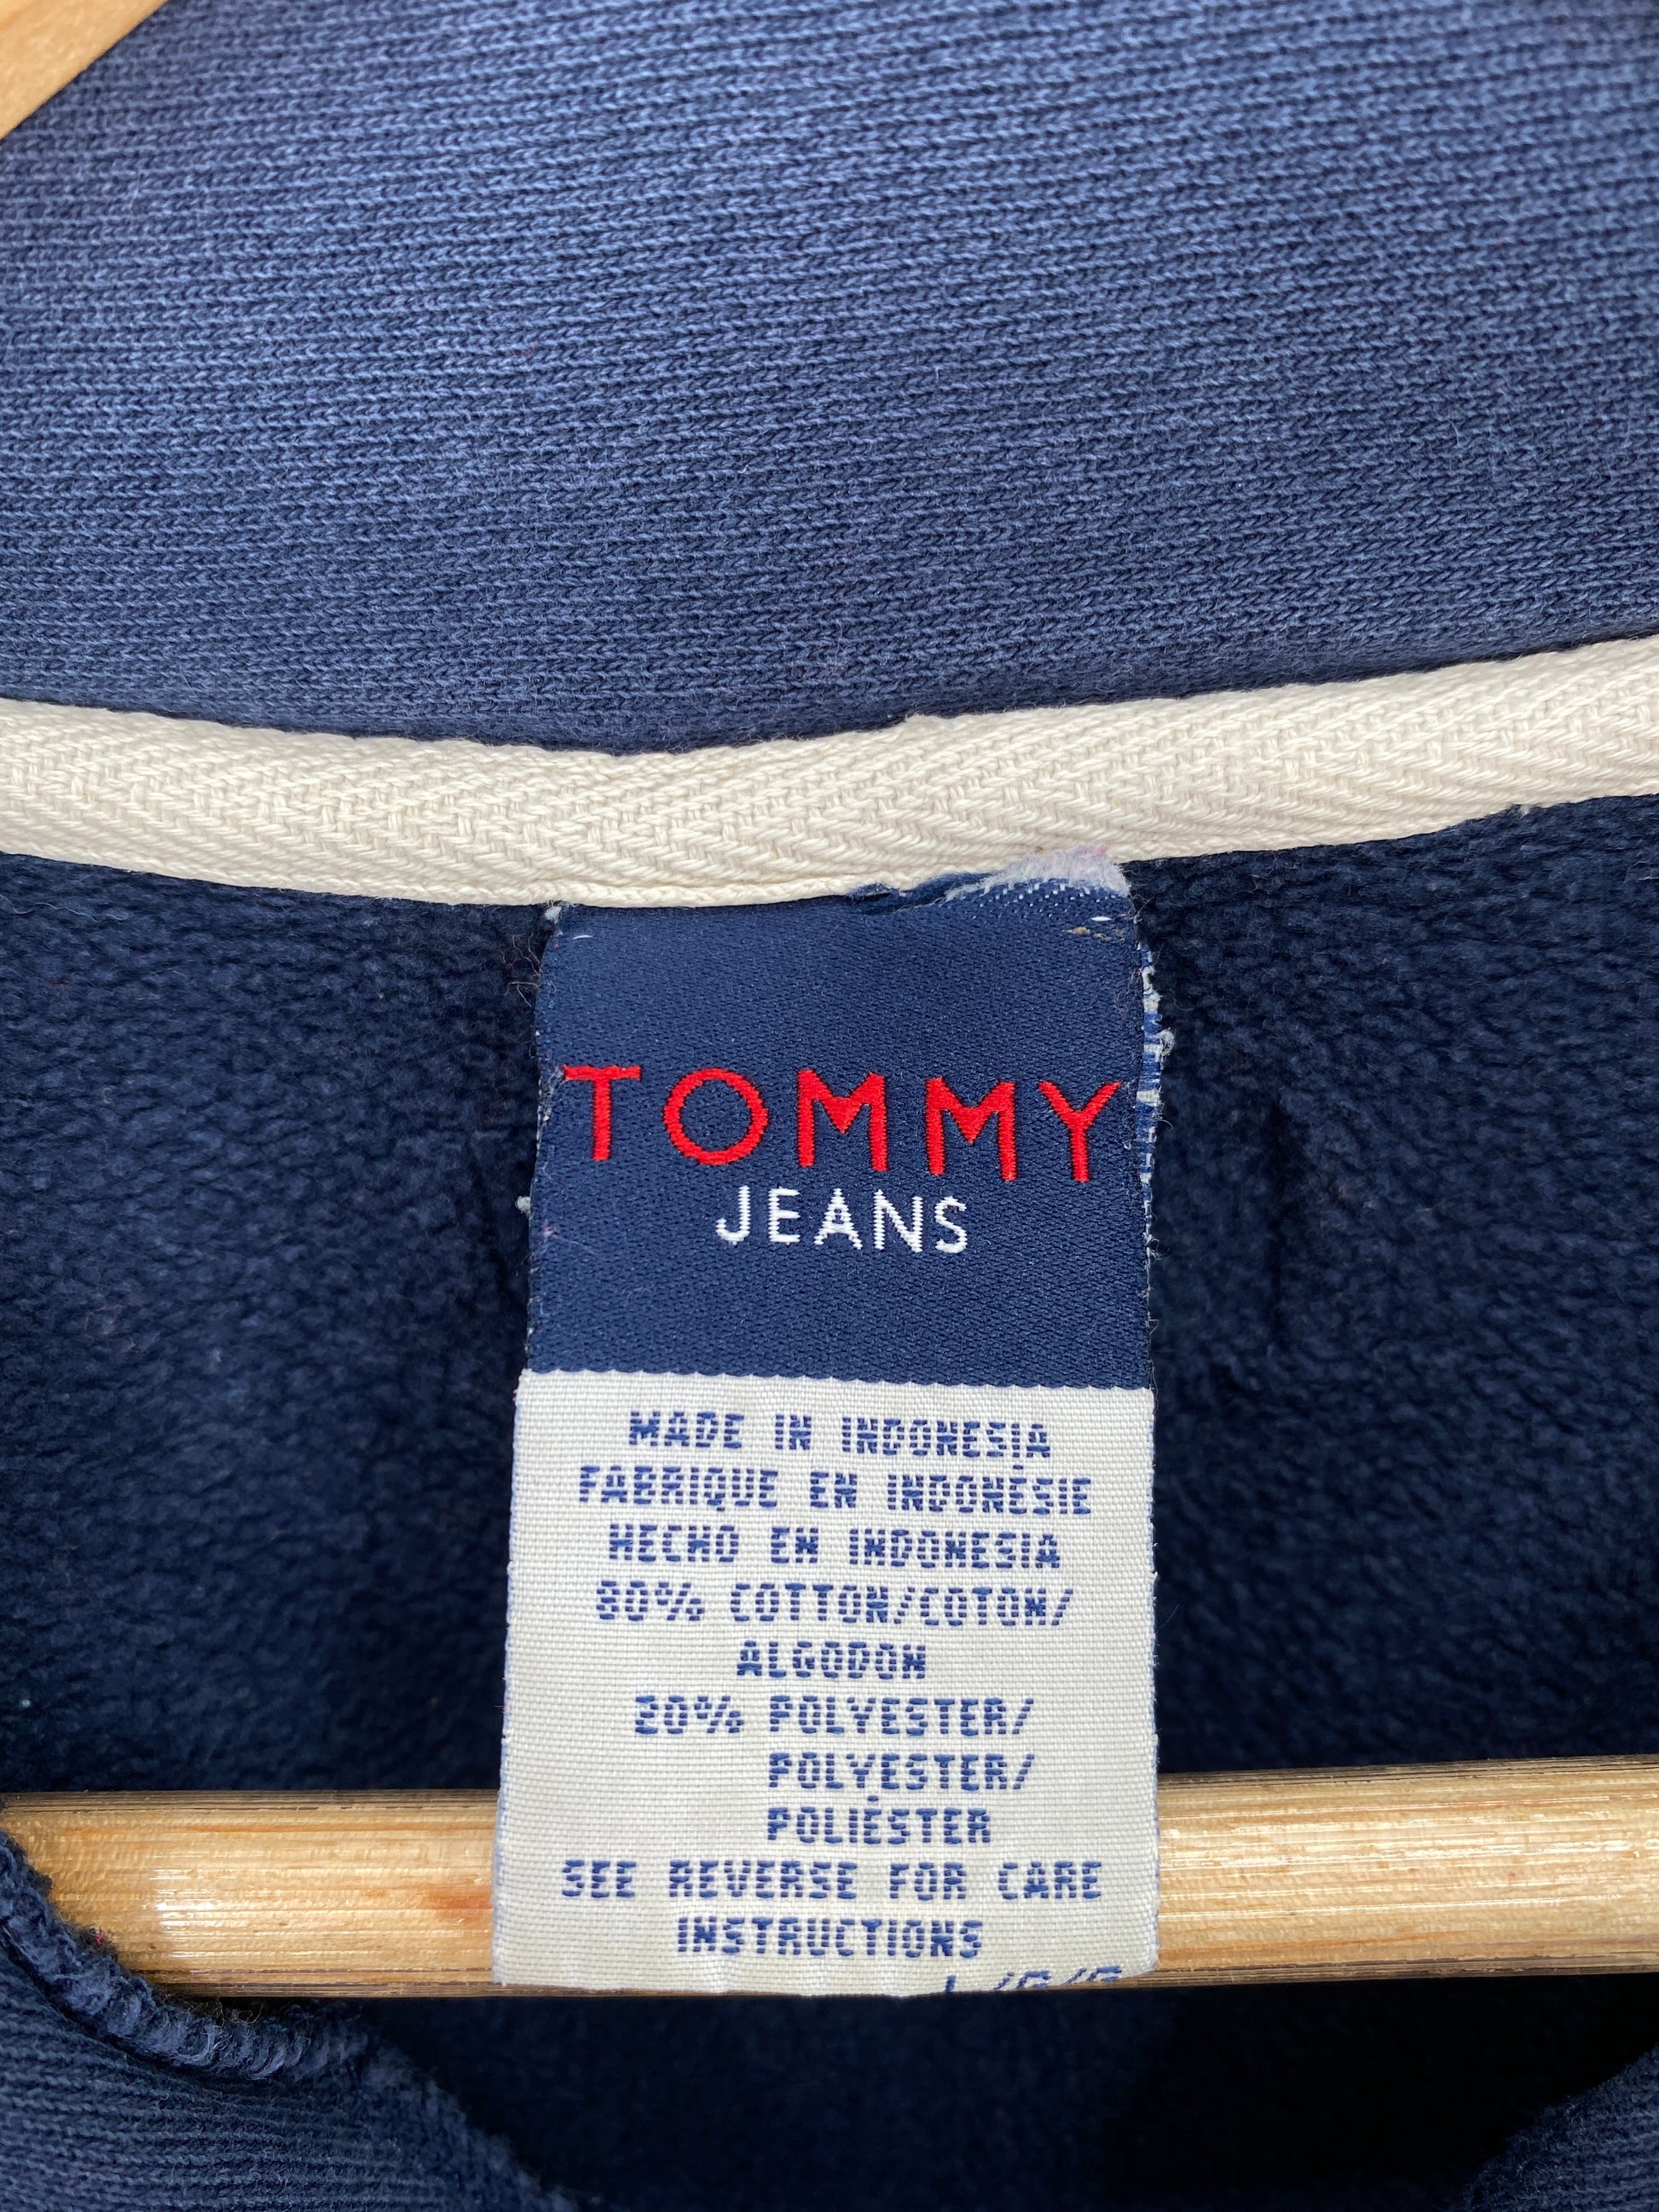 TOMMY
JEANS
MADE IN INDONESIA
FABRIQUE EN INDONÉSIE
HECHO EN INDONESIA
80% COTTON/COTON/
ALGODON
20% POLYESTER/
POLYESTER/
POLIÉSTER
SEE REVERSE FOR CARE
INSTRUCTIONS